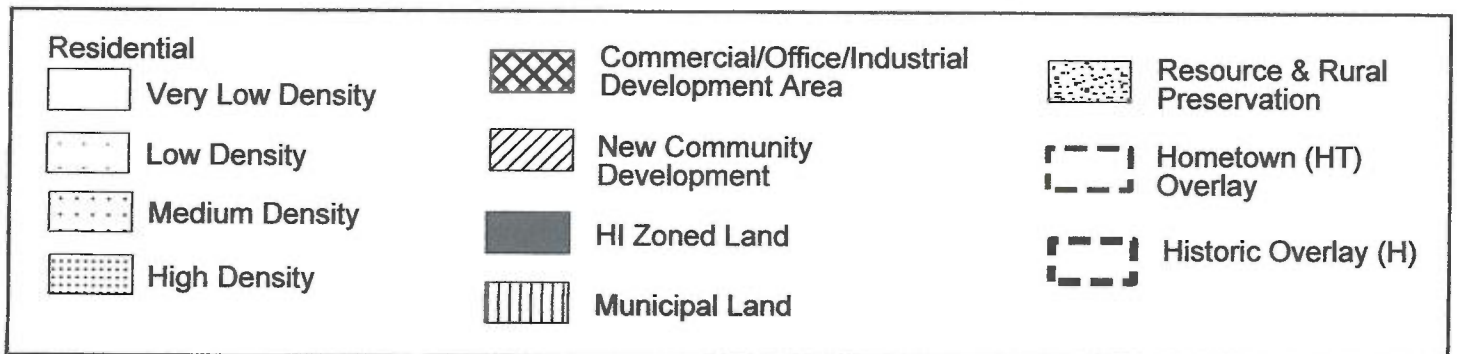 Residential
Very Low Density
Low Density
Medium Density
High Density
Commercial/Office/Industrial
Development Area
New Community
Development
HI Zoned Land
Municipal Land
Resource & Rural
Preservation
Hometown (HT)
Overlay
Historic Overlay (H)